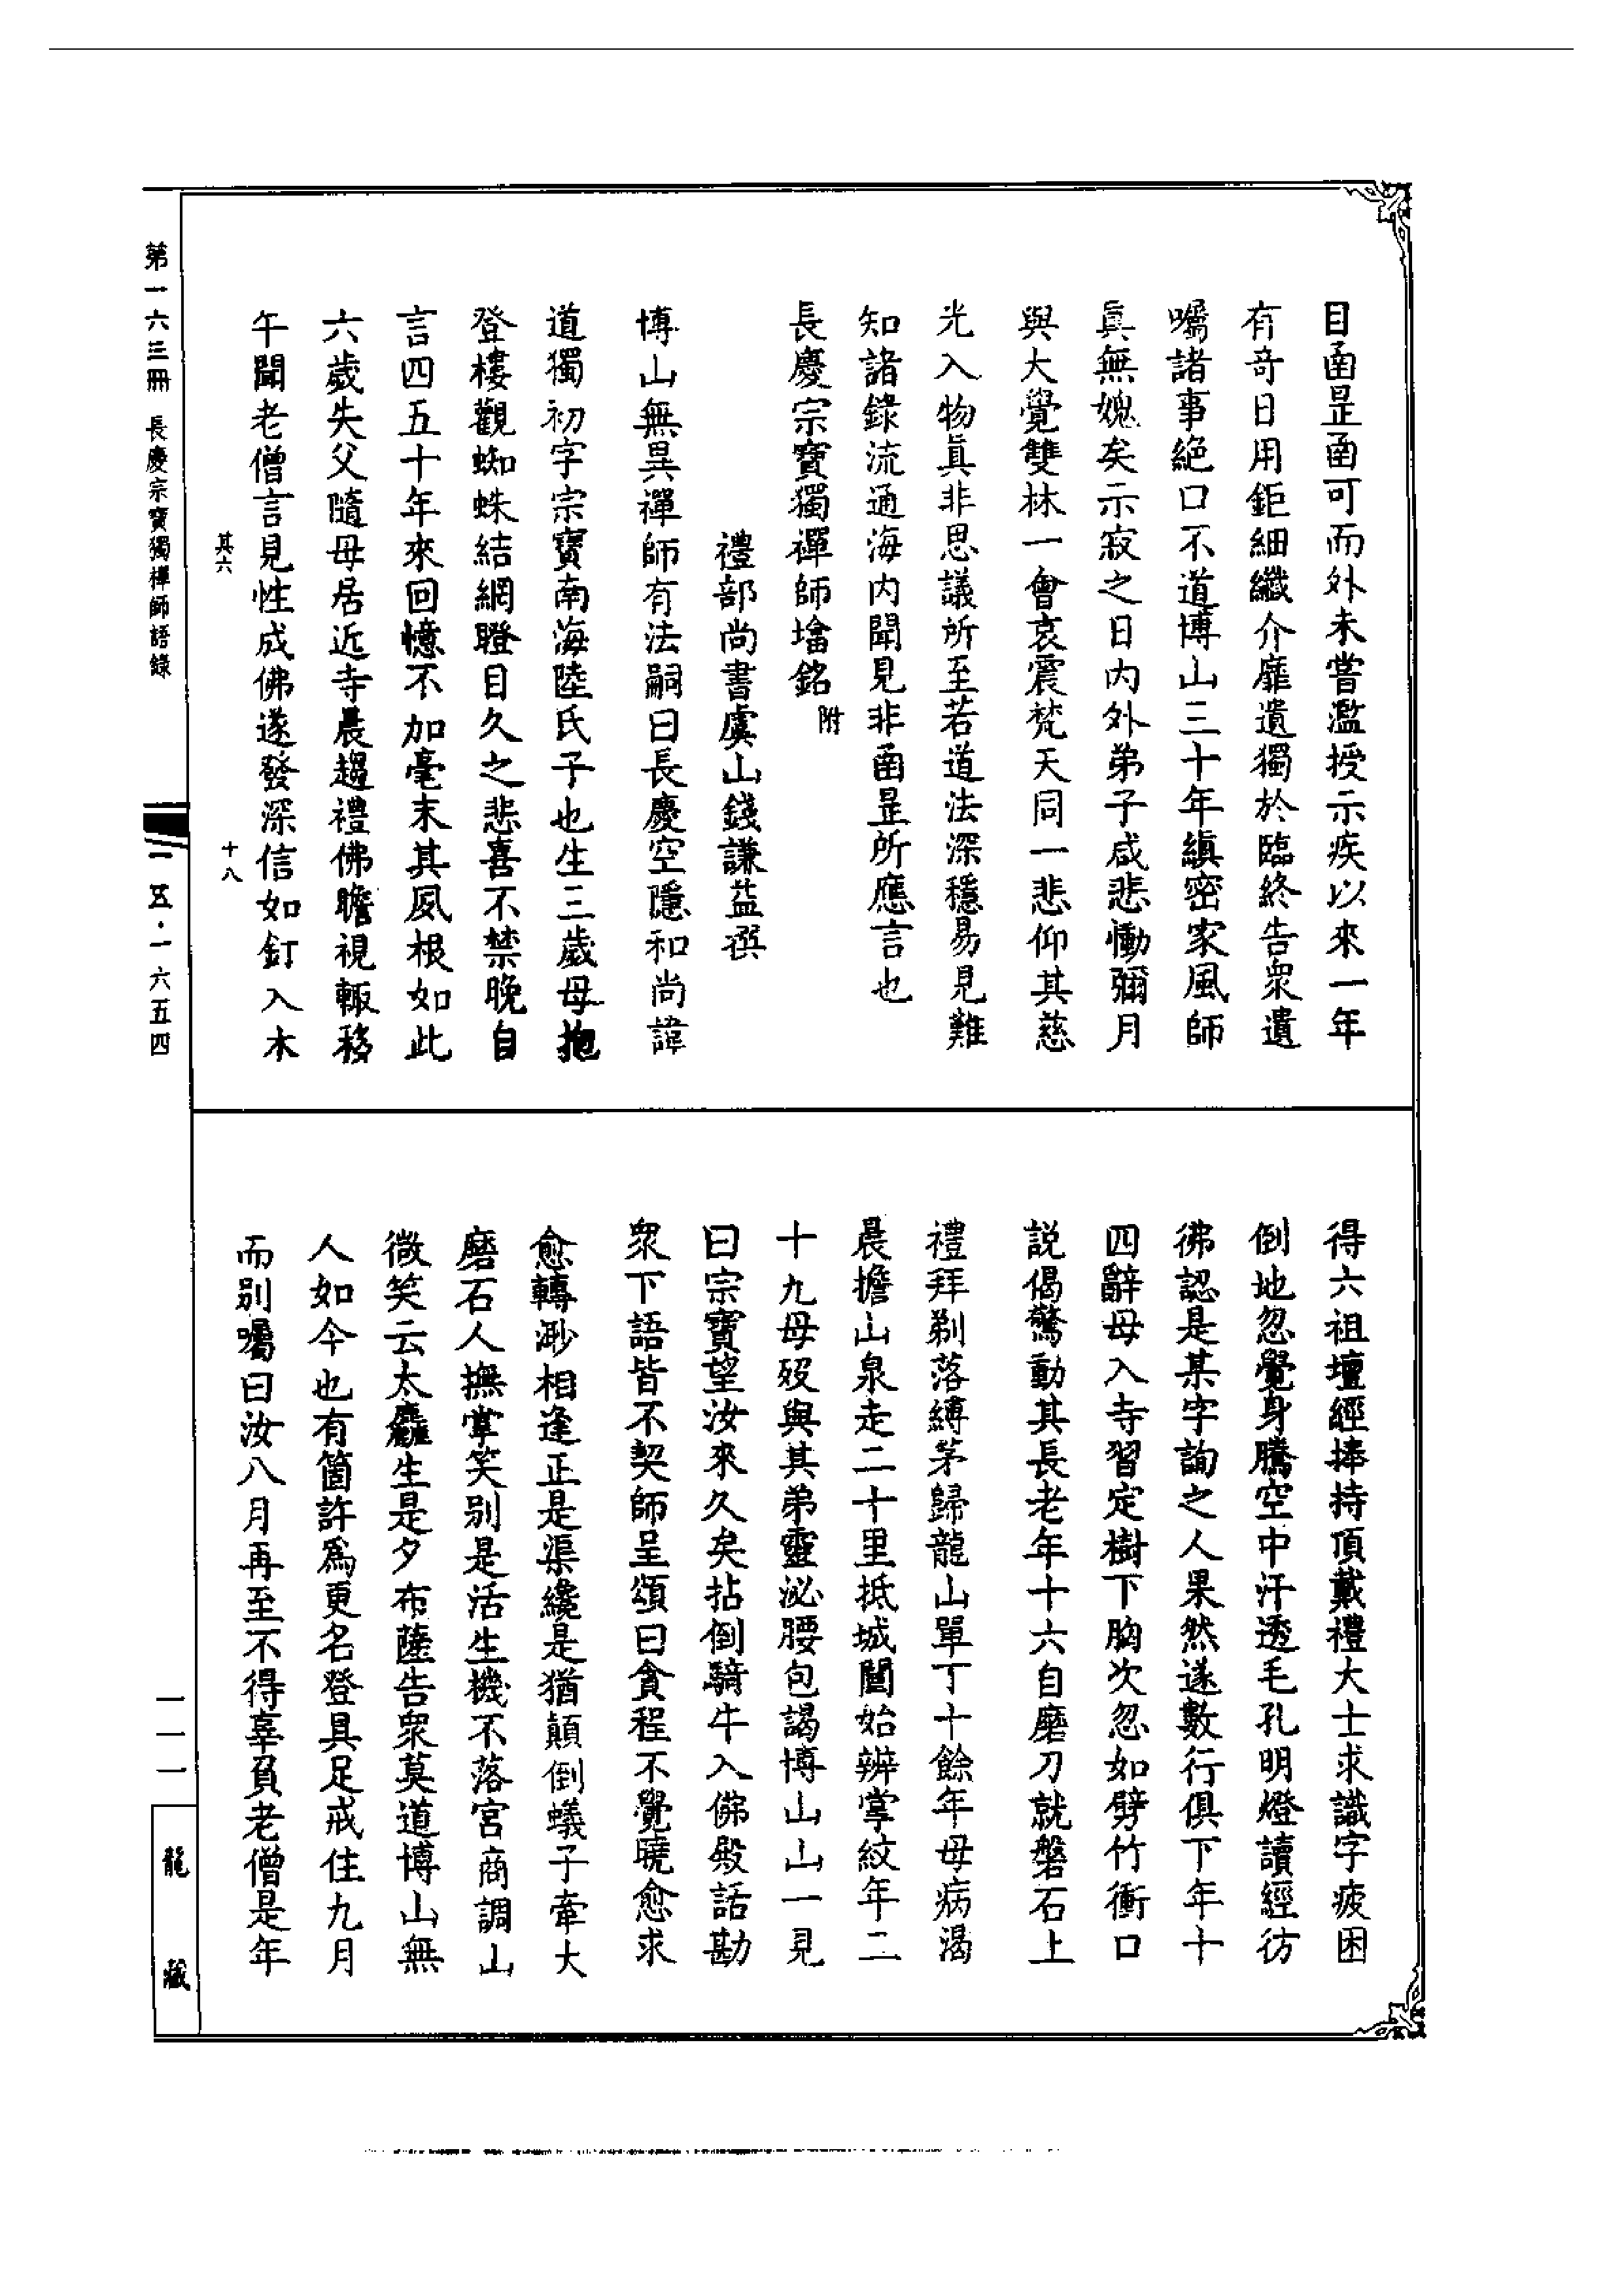 目圅昰圅可而外未嘗濫授示疾以來一年
有奇日用鉅細纖介靡遺獨於臨終告衆遺
囑諸事絕口不道博山三十年縝密家風師
眞無媿矣示寂之日內外弟子咸悲慟彌月
與大覺雙林一會哀震梵天同一悲仰其慈
光入物眞非思議所至若道法深穩易見難
知諸錄流通海內聞見非圅昰所應言也
長慶宗寶獨禪師塔銘附
禮部尚書虞山錢謙益撰
博山無異禪師有法嗣曰長慶空隱和尚諱
道獨初字宗寶南海陸氏子也生三歲母抱
登樓觀蜘蛛結網瞪目久之悲喜不禁晚自
言四五十年來回憶不加毫末其夙根如此
六歲失父隨母居近寺晨趨禮佛瞻視輙移
午聞老僧言見性成佛遂發深信如釘入木
其六
十八
得六祖壇經捧持頂戴禮大士求識字疲困
倒地忽覺身騰空中汗透毛孔明燈讀經彷
彿認是某字詢之人果然遂數行俱下年十
四辭母入寺習定樹下胸次忽如劈竹衝口
説偈驚動其長老年十六自磨刀就磐石上
禮拜剃落縛茅歸龍山單丁十餘年母病渴
晨擔山泉走二十里抵城闉始辨掌紋年二
十九母歿與其弟靈泌腰包謁博山山一見
曰宗寶望汝來久矣拈倒騎牛入佛殿話勘
衆下語皆不契師呈頌曰貪程不覺曉愈求
愈轉渺相逢正是渠纔是猶顛倒蟻子牽大
磨石人撫掌笑別是活生機不落宮商調山
微笑云太麤生是夕布薩告衆莫道博山無
人如今也有箇許爲更名登具足戒住九月
而別囑曰汝八月再至不得辜負老僧是年
第一六三冊 長慶宗寶獨禪師語錄
一五·一六五四
一一一
龍藏